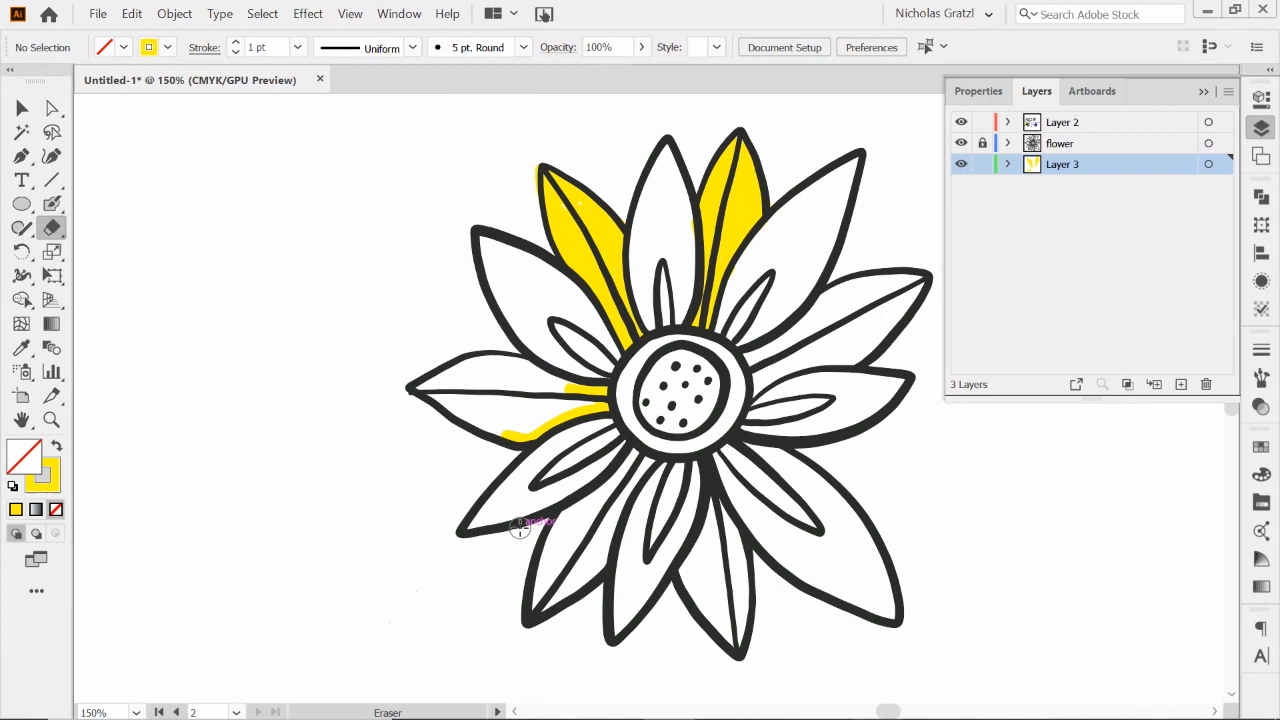 Ai File Edit Object Type Select Effect View Window Help Nicholas Gratzl Search Adobe Stock
No Selection Stroke: 1 pt Uniform 5 pt. Round Opacity: 100% Style: Document Setup Preferences
Untitled-1* @ 150% (CMYK/GPU Preview)
Properties Layers Artboards
Layer 2
flower
Layer 3
3 Layers
anchor
150% 2 Eraser